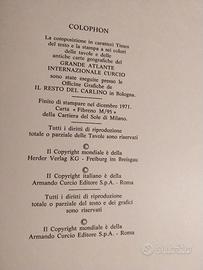 COLOPHON
La composizione in caratteri Times
del testo e la stampa a sei colori
delle tavole e delle
antiche carte geografiche del
GRANDE ATLANTE
INTERNAZIONALE CURCIO
sono state eseguite presso le
Officine Grafiche de
IL RESTO DEL CARLINO in Bologna.
Finito di stampare nel dicembre 1971.
Carta « Fibreno M/95 »
della Cartiera del Sole di Milano.
Tutti i diritti di riproduzione
totale o parziale delle Tavole sono riservati
©
Il Copyright mondiale è della
Herder Verlag KG - Freiburg im Breisgau
©
Il Copyright italiano è della
Armando Curcio Editore S.p.A. - Roma
Tutti i diritti di riproduzione
totale o parziale del testo e dei grafici
sono riservati
©
Il Copyright mondiale è della
Armando Curcio Editore S.p.A. - Roma
subito